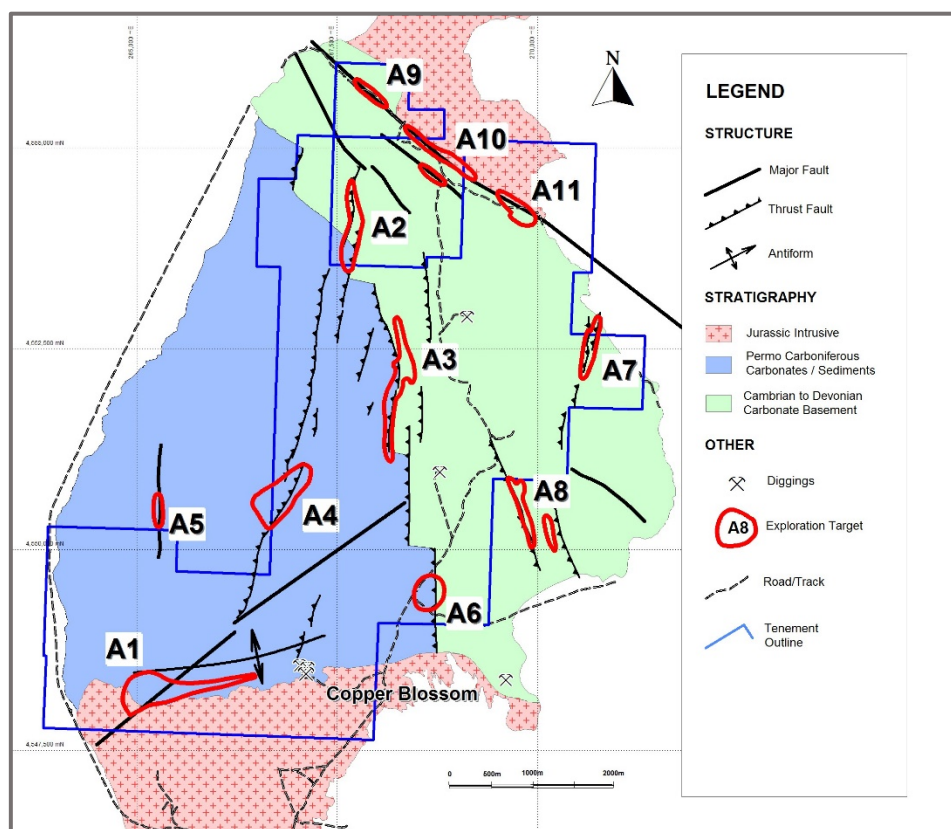 N
A9
A10
A11
A2
A3
A7
A8
A4
A5
A6
A1
Copper Blossom
0 500m 1000m 2000m
LEGEND
STRUCTURE
Major Fault
Thrust Fault
Antiform
STRATIGRAPHY
Jurassic Intrusive
Permo Carboniferous
Carbonates / Sediments
Cambrian to Devonian
Carbonate Basement
OTHER
Diggings
A8
Exploration Target
Road/Track
Tenement
Outline